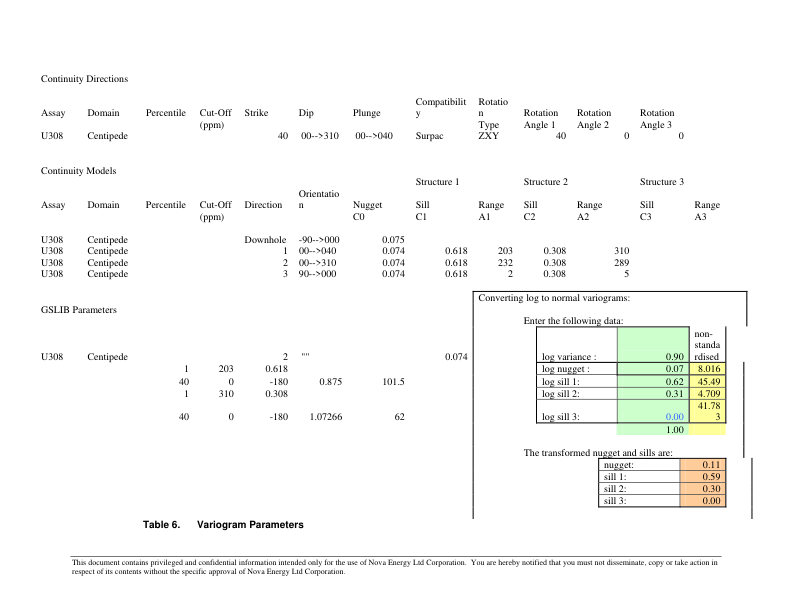 Continuity Directions
Compatibilit Rotatio
Assay Domain Percentile Cut-Off Strike Dip Plunge y n Rotation Rotation Rotation
(ppm) Type Angle 1 Angle 2 Angle 3
U308 Centipede 40 00-->310 00-->040 Surpac ZXY 40 0 0
Continuity Models
Structure 1 Structure 2 Structure 3
Orientatio
Assay Domain Percentile Cut-Off Direction n Nugget Sill Range Sill Range Sill Range
(ppm) C0 C1 A1 C2 A2 C3 A3
U308 Centipede Downhole -90-->000 0.075
U308 Centipede 1 00-->040 0.074 0.618 203 0.308 310
U308 Centipede 2 00-->310 0.074 0.618 232 0.308 289
U308 Centipede 3 90-->000 0.074 0.618 2 0.308 5
GSLIB Parameters
U308 Centipede 2 "" 0.074
1 203 0.618
40 0 -180 0.875 101.5
1 310 0.308
40 0 -180 1.07266 62
Converting log to normal variograms:
Enter the following data:
non-
standa
log variance : 0.90 rdised
log nugget : 0.07 8.016
log sill 1: 0.62 45.49
log sill 2: 0.31 4.709
41.78
log sill 3: 0.00 3
1.00
The transformed nugget and sills are:
nugget: 0.11
sill 1: 0.59
sill 2: 0.30
sill 3: 0.00
Table 6. Variogram Parameters
This document contains privileged and confidential information intended only for the use of Nova Energy Ltd Corporation. You are hereby notified that you must not disseminate, copy or take action in
respect of its contents without the specific approval of Nova Energy Ltd Corporation.